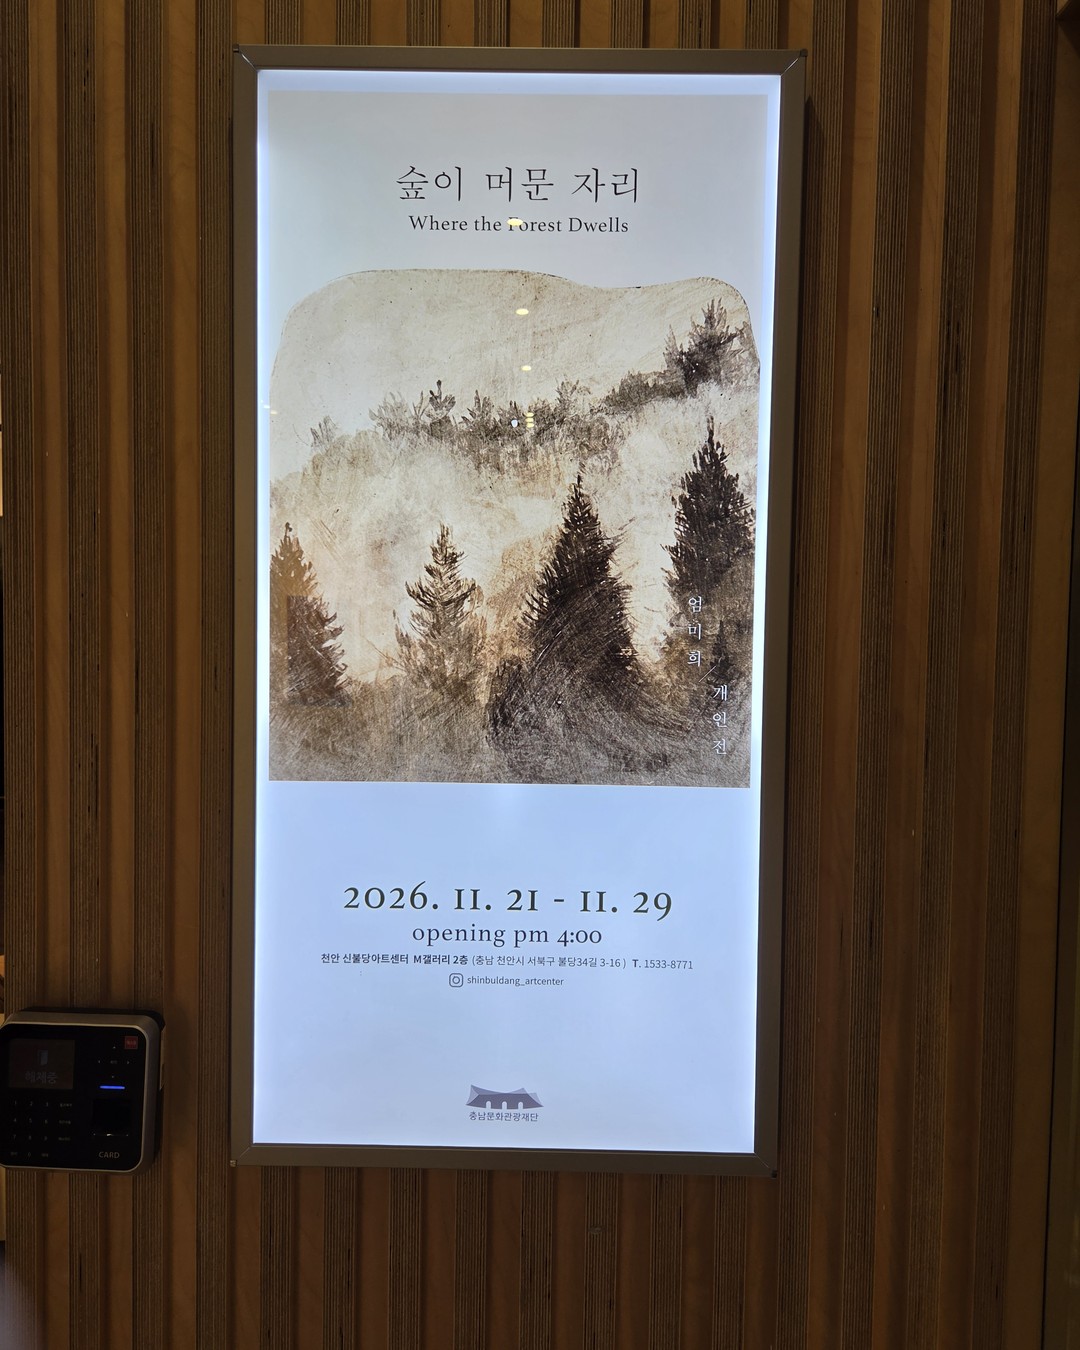 숲이 머문 자리
Where the Forest Dwells
엄미희
개인전
2026. 11. 21 - 11. 29
opening pm 4:00
천안 신불당아트센터 M갤러리 2층 (충남 천안시 서북구 불당34길 3-16 ) T. 1533-8771
shinbuldang_artcenter
충남문화관광재단
해제중
CARD